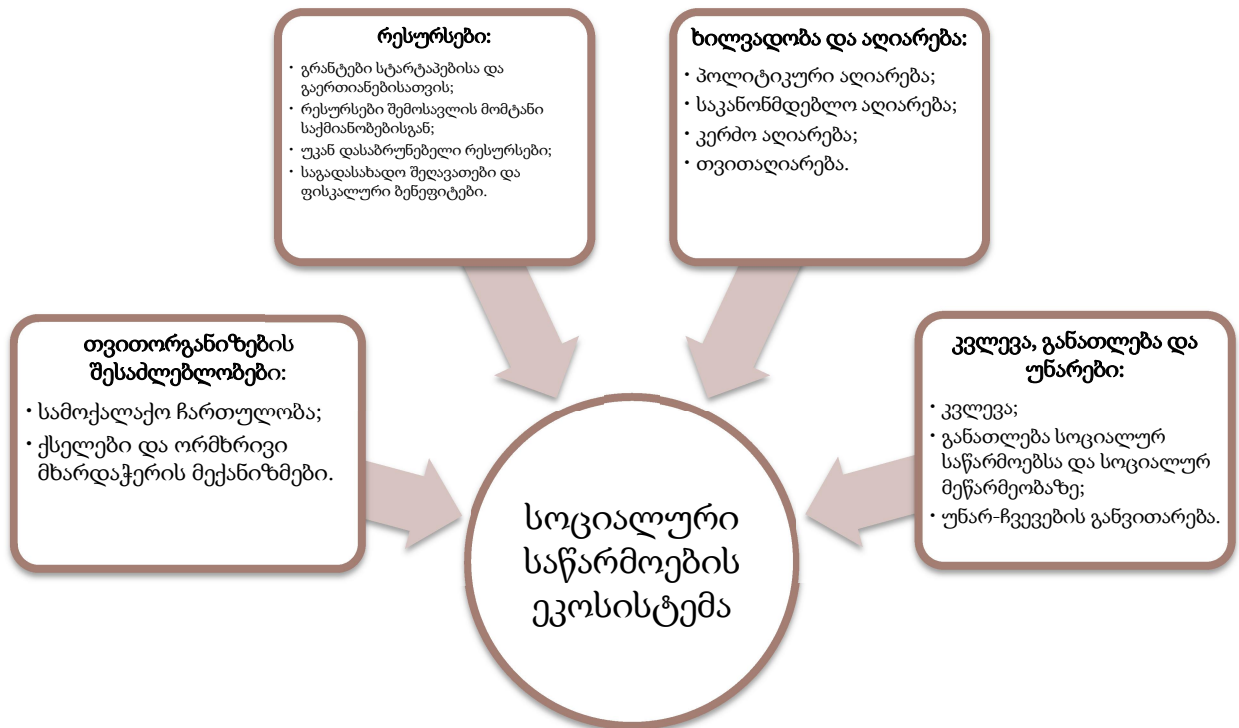 რესურსები:
· გრანტები სტარტაპებისა და
გაერთიანებისათვის;
· რესურსები შემოსავლის მომტანი
საქმიანობებისგან;
· უკან დასაბრუნებელი რესურსები;
· საგადასახადო შეღავათები და
ფისკალური ბენეფიტები.
ხილვადობა და აღიარება:
· პოლიტიკური აღიარება;
· საკანონმდებლო აღიარება;
· კერძო აღიარება;
· თვითაღიარება.
თვითორგანიზების
შესაძლებლობები:
· სამოქალაქო ჩართულობა;
· ქსელები და ორმხრივი
მხარდაჭერის მექანიზმები.
კვლევა, განათლება და
უნარები:
· კვლევა;
· განათლება სოციალურ
საწარმოებსა და სოციალურ
მეწარმეობაზე;
· უნარ-ჩვევების განვითარება.
სოციალური
საწარმოების
ეკოსისტემა